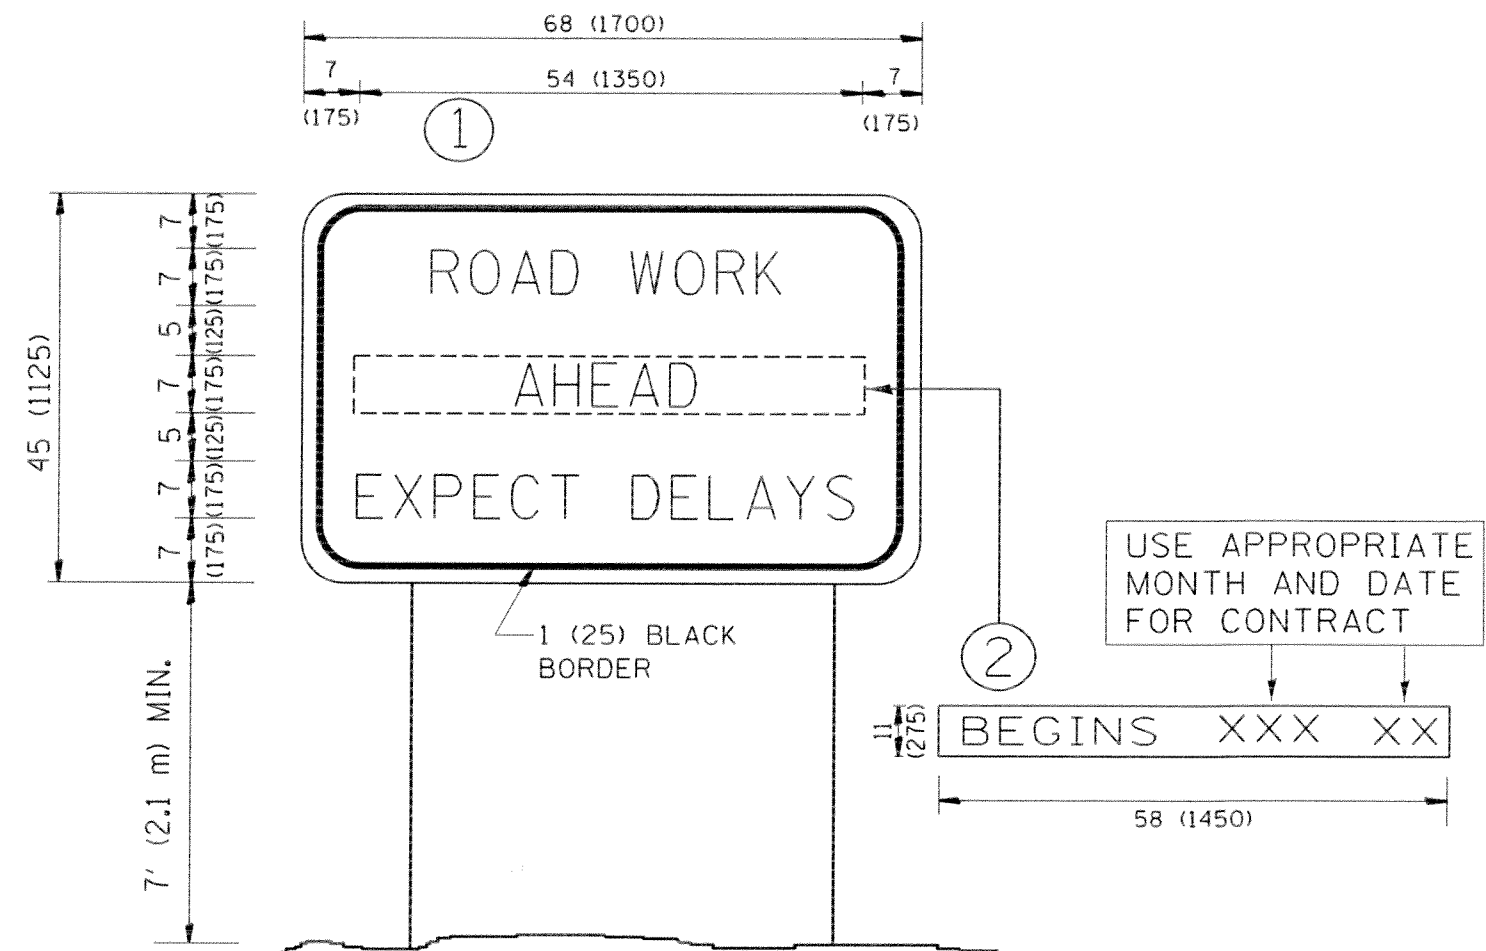 68 (1700)
7
54 (1350)
7
(175)
(175)
1
7
(175)
7
(175)
5
(125)
7
(175)
5
(125)
7
(175)
7
(175)
45 (1125)
ROAD WORK
AHEAD
EXPECT DELAYS
1 (25) BLACK
BORDER
7' (2.1 m) MIN.
2
USE APPROPRIATE
MONTH AND DATE
FOR CONTRACT
11
(275)
BEGINS XXX XX
58 (1450)